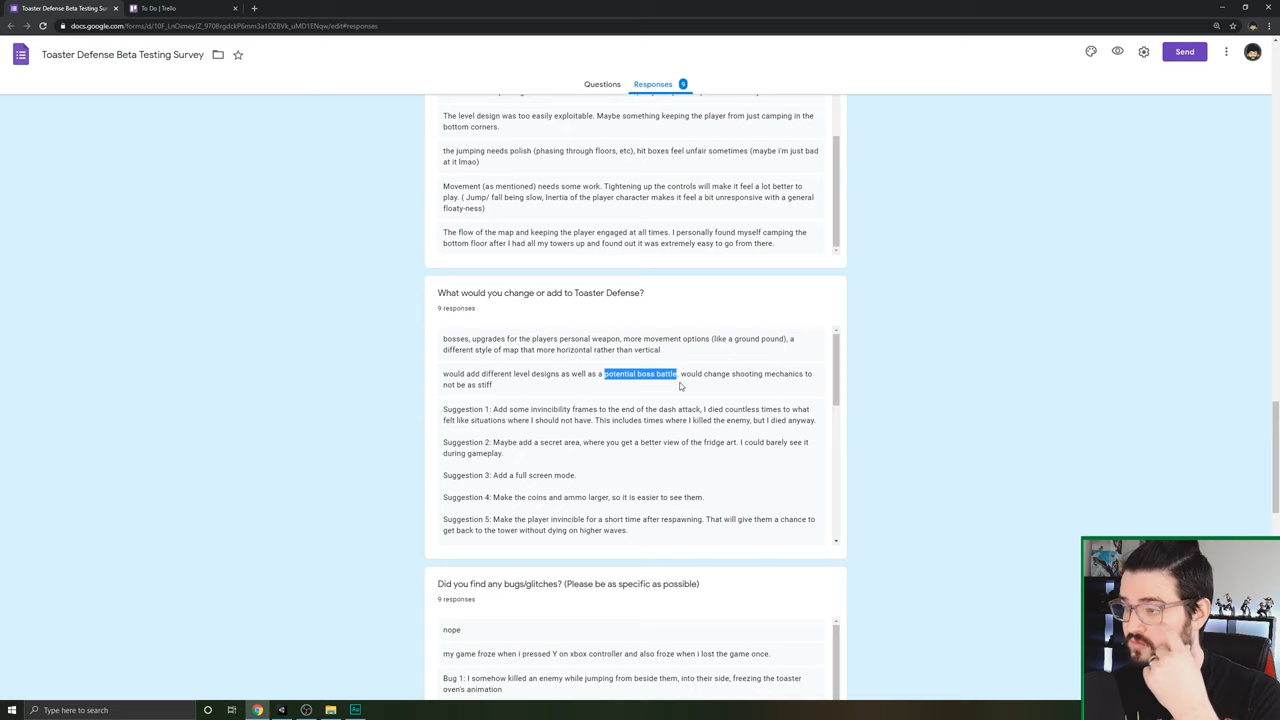 Toaster Defense Beta Testing Survey
To Do | Trello
docs.google.com/forms/d/10F_LnOimeyJZ_970BrgdckP6mm3a1DZBVk_uMD1ENqw/edit#responses
Toaster Defense Beta Testing Survey
Send
Questions
Responses 9
The level design was too easily exploitable. Maybe something keeping the player from just camping in the
bottom corners.
the jumping needs polish (phasing through floors, etc), hit boxes feel unfair sometimes (maybe i'm just bad
at it lmao)
Movement (as mentioned) needs some work. Tightening up the controls will make it feel a lot better to
play. ( Jump/ fall being slow, Inertia of the player character makes it feel a bit unresponsive with a general
floaty-ness)
The flow of the map and keeping the player engaged at all times. I personally found myself camping the
bottom floor after I had all my towers up and found out it was extremely easy to go from there.
What would you change or add to Toaster Defense?
9 responses
bosses, upgrades for the players personal weapon, more movement options (like a ground pound), a
different style of map that more horizontal rather than vertical
would add different level designs as well as a potential boss battle, would change shooting mechanics to
not be as stiff
Suggestion 1: Add some invincibility frames to the end of the dash attack, I died countless times to what
felt like situations where I should not have. This includes times where I killed the enemy, but I died anyway.
Suggestion 2: Maybe add a secret area, where you get a better view of the fridge art. I could barely see it
during gameplay.
Suggestion 3: Add a full screen mode.
Suggestion 4: Make the coins and ammo larger, so it is easier to see them.
Suggestion 5: Make the player invincible for a short time after respawning. That will give them a chance to
get back to the tower without dying on higher waves.
Did you find any bugs/glitches? (Please be as specific as possible)
9 responses
nope
my game froze when i pressed Y on xbox controller and also froze when i lost the game once.
Bug 1: I somehow killed an enemy while jumping from beside them, into their side, freezing the toaster
oven's animation
Type here to search
Au